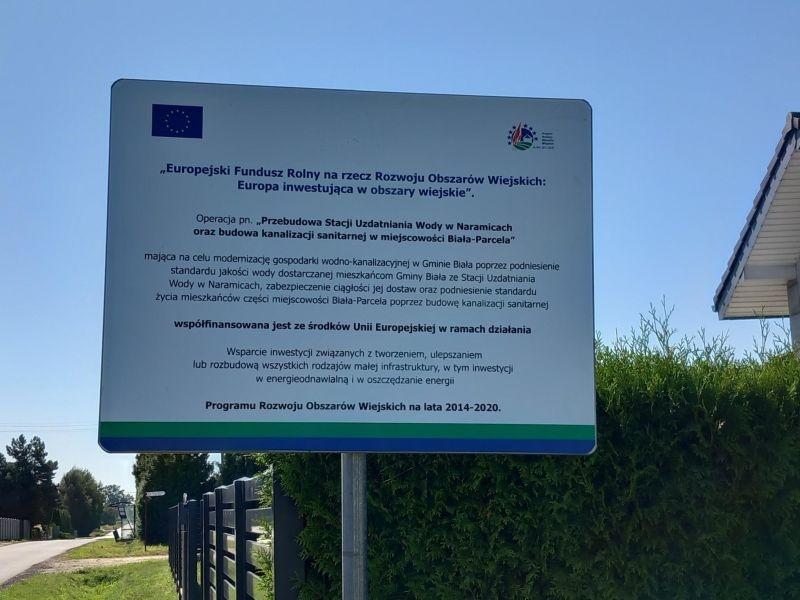 „Europejski Fundusz Rolny na rzecz Rozwoju Obszarów Wiejskich:
Europa inwestująca w obszary wiejskie”.
Operacja pn. „Przebudowa Stacji Uzdatniania Wody w Naramicach
oraz budowa kanalizacji sanitarnej w miejscowości Biała-Parcela”
mająca na celu modernizację gospodarki wodno-kanalizacyjnej w Gminie Biała poprzez podniesienie
standardu jakości wody dostarczanej mieszkańcom Gminy Biała ze Stacji Uzdatniania
Wody w Naramicach, zabezpieczenie ciągłości jej dostaw oraz podniesienie standardu
życia mieszkańców części miejscowości Biała-Parcela poprzez budowę kanalizacji sanitarnej
współfinansowana jest ze środków Unii Europejskiej w ramach działania
Wsparcie inwestycji związanych z tworzeniem, ulepszaniem
lub rozbudową wszystkich rodzajów małej infrastruktury, w tym inwestycji
w energięodnawialną i w oszczędzanie energii
Programu Rozwoju Obszarów Wiejskich na lata 2014-2020.